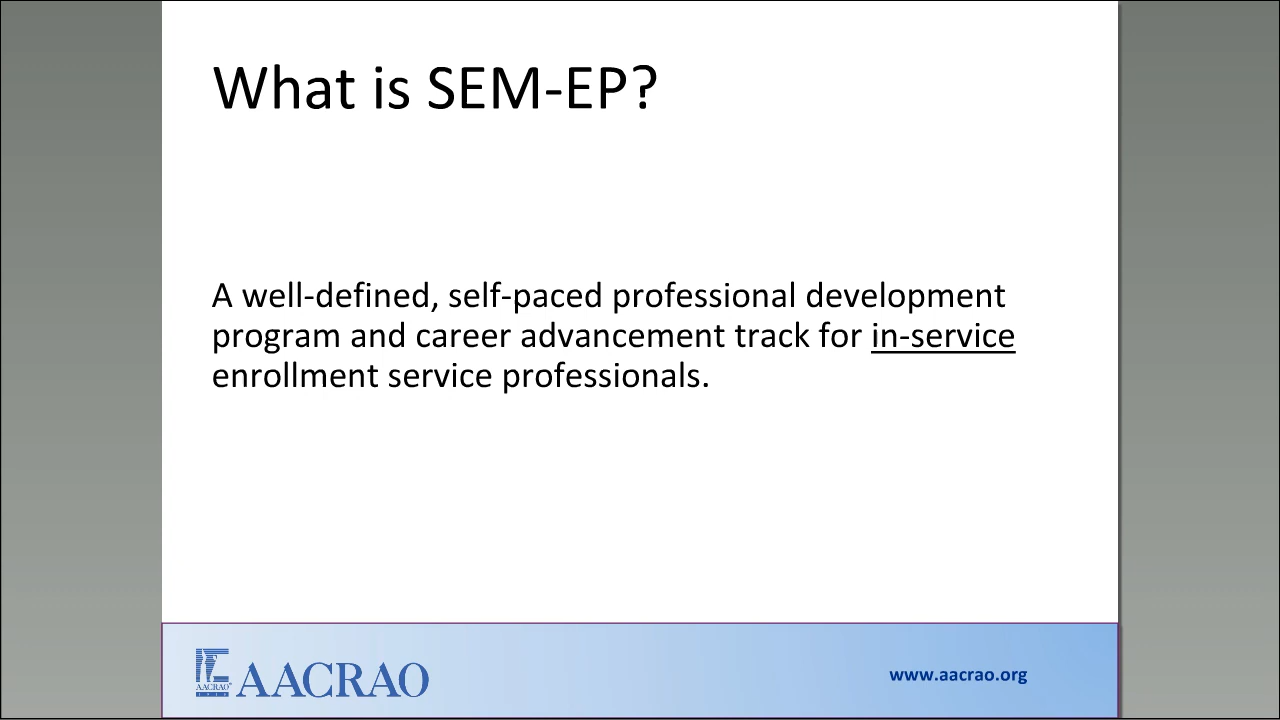 What is SEM-EP?
A well-defined, self-paced professional development
program and career advancement track for in-service
enrollment service professionals.
AACRAO
AACRAO
www.aacrao.org